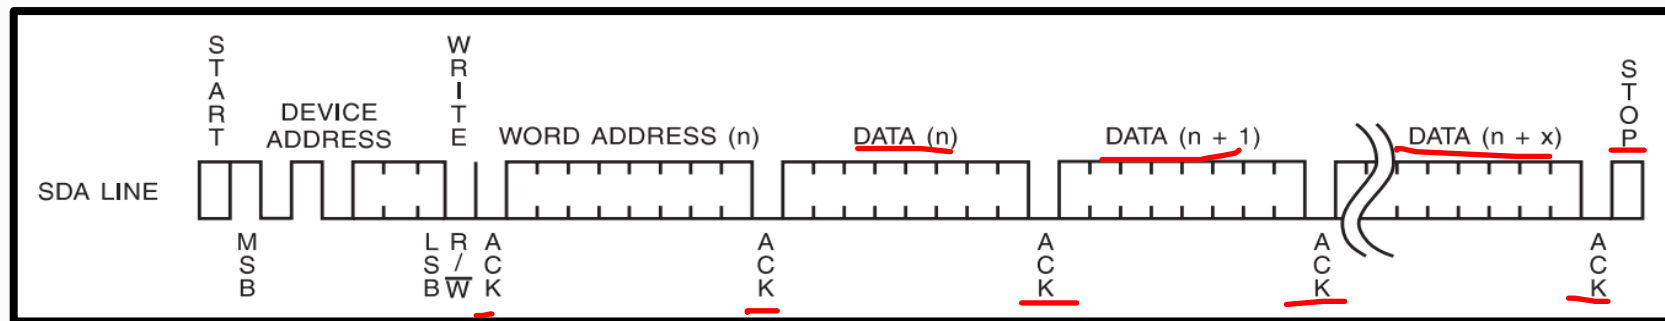 START
WRITE
STOP
DEVICE
ADDRESS
WORD ADDRESS (n)
DATA (n)
DATA (n + 1)
DATA (n + x)
SDA LINE
MSB
LSB
R/W̅
ACK
ACK
ACK
ACK
ACK